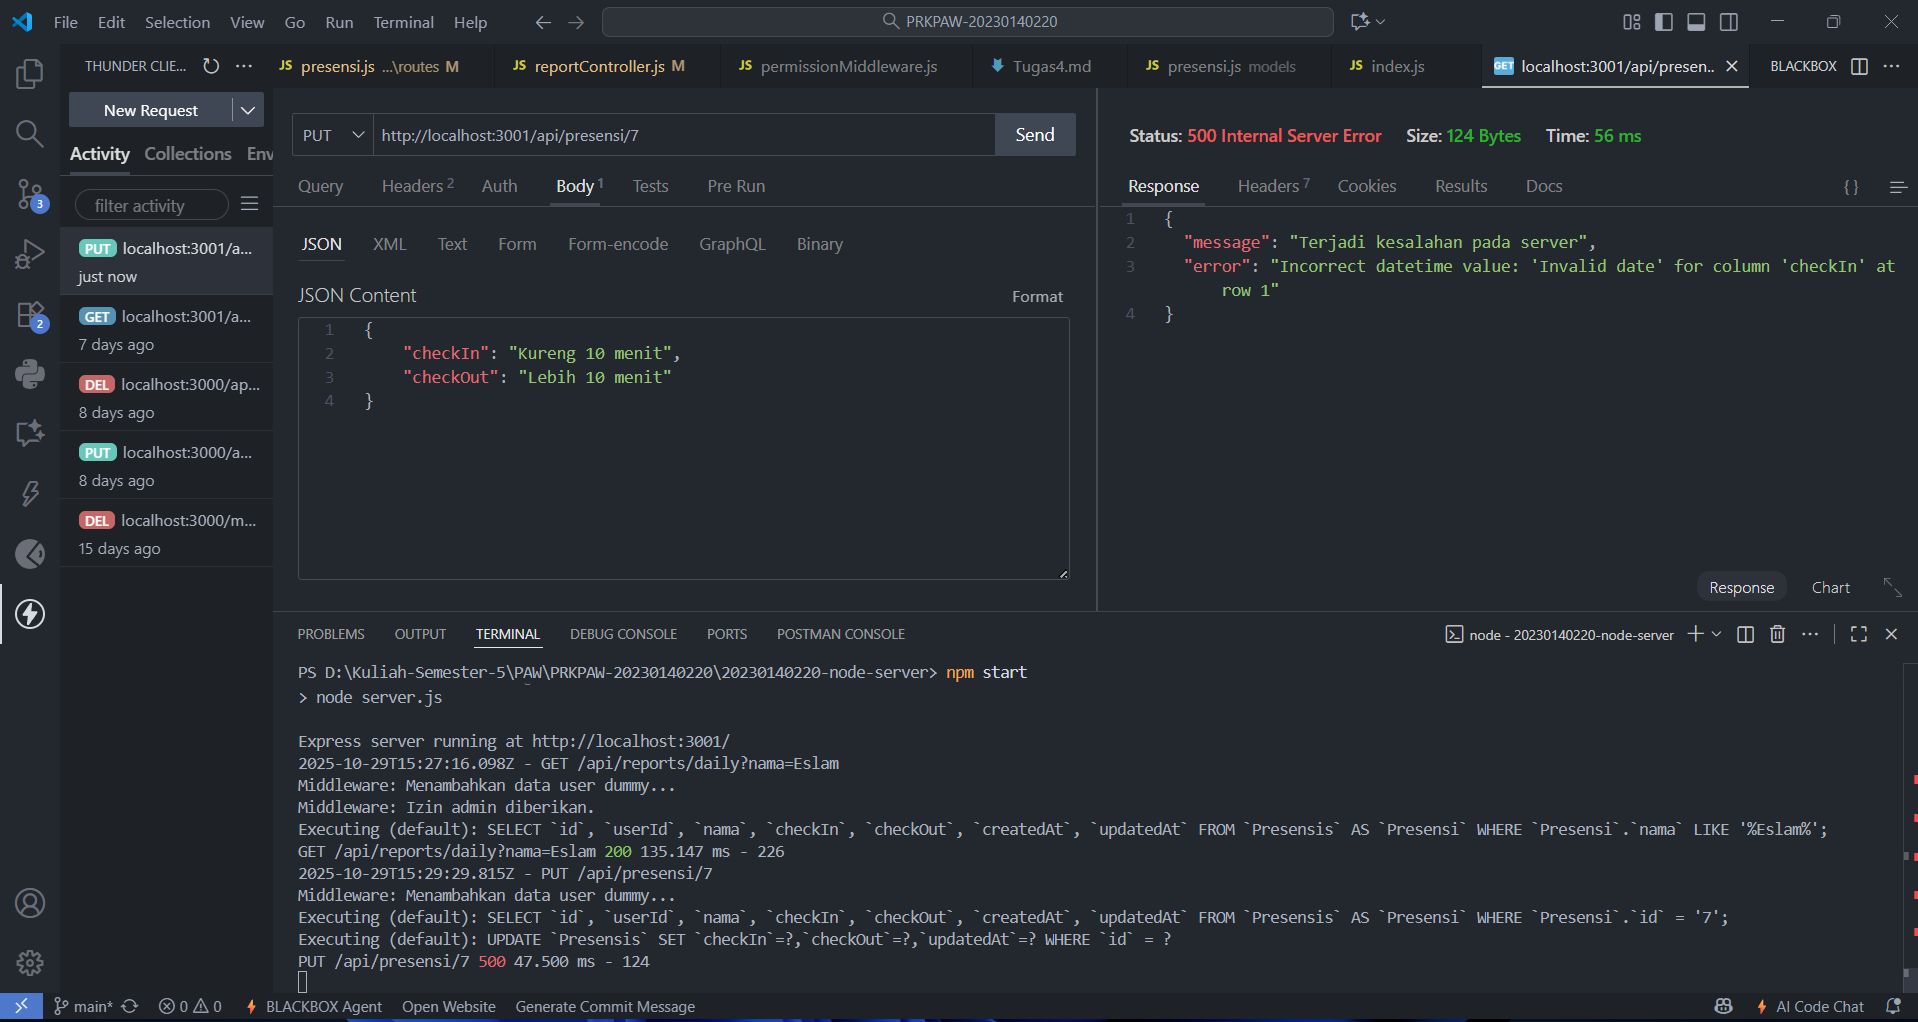 File Edit Selection View Go Run Terminal Help
PRKPAW-20230140220
THUNDER CLIE...
JS presensi.js ...\routes M
JS reportController.js M
JS permissionMiddleware.js
Tugas4.md
JS presensi.js models
JS index.js
GET localhost:3001/api/presen..
BLACKBOX
New Request
Activity Collections Env
filter activity
PUT localhost:3001/a...
just now
GET localhost:3001/a...
7 days ago
DEL localhost:3000/ap...
8 days ago
PUT localhost:3000/a...
8 days ago
DEL localhost:3000/m...
15 days ago
3
2
PUT http://localhost:3001/api/presensi/7 Send
Query Headers 2 Auth Body 1 Tests Pre Run
JSON XML Text Form Form-encode GraphQL Binary
JSON Content Format
1 {
2 "checkIn": "Kureng 10 menit",
3 "checkOut": "Lebih 10 menit"
4 }
Status: 500 Internal Server Error Size: 124 Bytes Time: 56 ms
Response Headers 7 Cookies Results Docs { }
1 {
2 "message": "Terjadi kesalahan pada server",
3 "error": "Incorrect datetime value: 'Invalid date' for column 'checkIn' at
row 1"
4 }
Response Chart
PROBLEMS OUTPUT TERMINAL DEBUG CONSOLE PORTS POSTMAN CONSOLE
node - 20230140220-node-server
PS D:\Kuliah-Semester-5\PAW\PRKPAW-20230140220\20230140220-node-server> npm start
> node server.js
Express server running at http://localhost:3001/
2025-10-29T15:27:16.098Z - GET /api/reports/daily?nama=Eslam
Middleware: Menambahkan data user dummy...
Middleware: Izin admin diberikan.
Executing (default): SELECT `id`, `userId`, `nama`, `checkIn`, `checkOut`, `createdAt`, `updatedAt` FROM `Presensis` AS `Presensi` WHERE `Presensi`.`nama` LIKE '%Eslam%';
GET /api/reports/daily?nama=Eslam 200 135.147 ms - 226
2025-10-29T15:29:29.815Z - PUT /api/presensi/7
Middleware: Menambahkan data user dummy...
Executing (default): SELECT `id`, `userId`, `nama`, `checkIn`, `checkOut`, `createdAt`, `updatedAt` FROM `Presensis` AS `Presensi` WHERE `Presensi`.`id` = '7';
Executing (default): UPDATE `Presensis` SET `checkIn`=?,`checkOut`=?,`updatedAt`=? WHERE `id` = ?
PUT /api/presensi/7 500 47.500 ms - 124
main* 0 0 BLACKBOX Agent Open Website Generate Commit Message
AI Code Chat